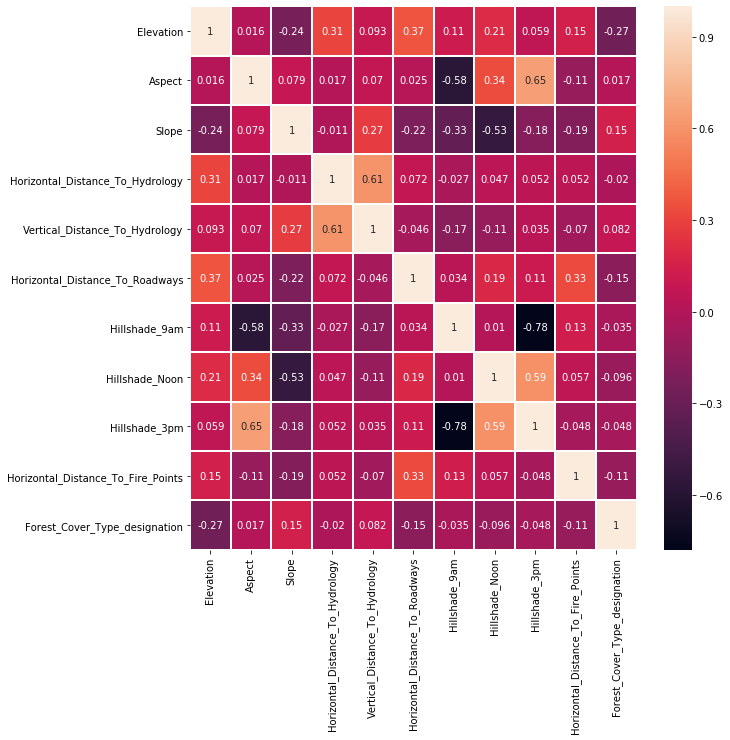 Elevation 1 0.016 -0.24 0.31 0.093 0.37 0.11 0.21 0.059 0.15 -0.27
Aspect 0.016 1 0.079 0.017 0.07 0.025 -0.58 0.34 0.65 -0.11 0.017
Slope -0.24 0.079 1 -0.011 0.27 -0.22 -0.33 -0.53 -0.18 -0.19 0.15
Horizontal_Distance_To_Hydrology 0.31 0.017 -0.011 1 0.61 0.072 -0.027 0.047 0.052 0.052 -0.02
Vertical_Distance_To_Hydrology 0.093 0.07 0.27 0.61 1 -0.046 -0.17 -0.11 0.035 -0.07 0.082
Horizontal_Distance_To_Roadways 0.37 0.025 -0.22 0.072 -0.046 1 0.034 0.19 0.11 0.33 -0.15
Hillshade_9am 0.11 -0.58 -0.33 -0.027 -0.17 0.034 1 0.01 -0.78 0.13 -0.035
Hillshade_Noon 0.21 0.34 -0.53 0.047 -0.11 0.19 0.01 1 0.59 0.057 -0.096
Hillshade_3pm 0.059 0.65 -0.18 0.052 0.035 0.11 -0.78 0.59 1 -0.048 -0.048
Horizontal_Distance_To_Fire_Points 0.15 -0.11 -0.19 0.052 -0.07 0.33 0.13 0.057 -0.048 1 -0.11
Forest_Cover_Type_designation -0.27 0.017 0.15 -0.02 0.082 -0.15 -0.035 -0.096 -0.048 -0.11 1
Elevation
Aspect
Slope
Horizontal_Distance_To_Hydrology
Vertical_Distance_To_Hydrology
Horizontal_Distance_To_Roadways
Hillshade_9am
Hillshade_Noon
Hillshade_3pm
Horizontal_Distance_To_Fire_Points
Forest_Cover_Type_designation
0.9
0.6
0.3
0.0
-0.3
-0.6